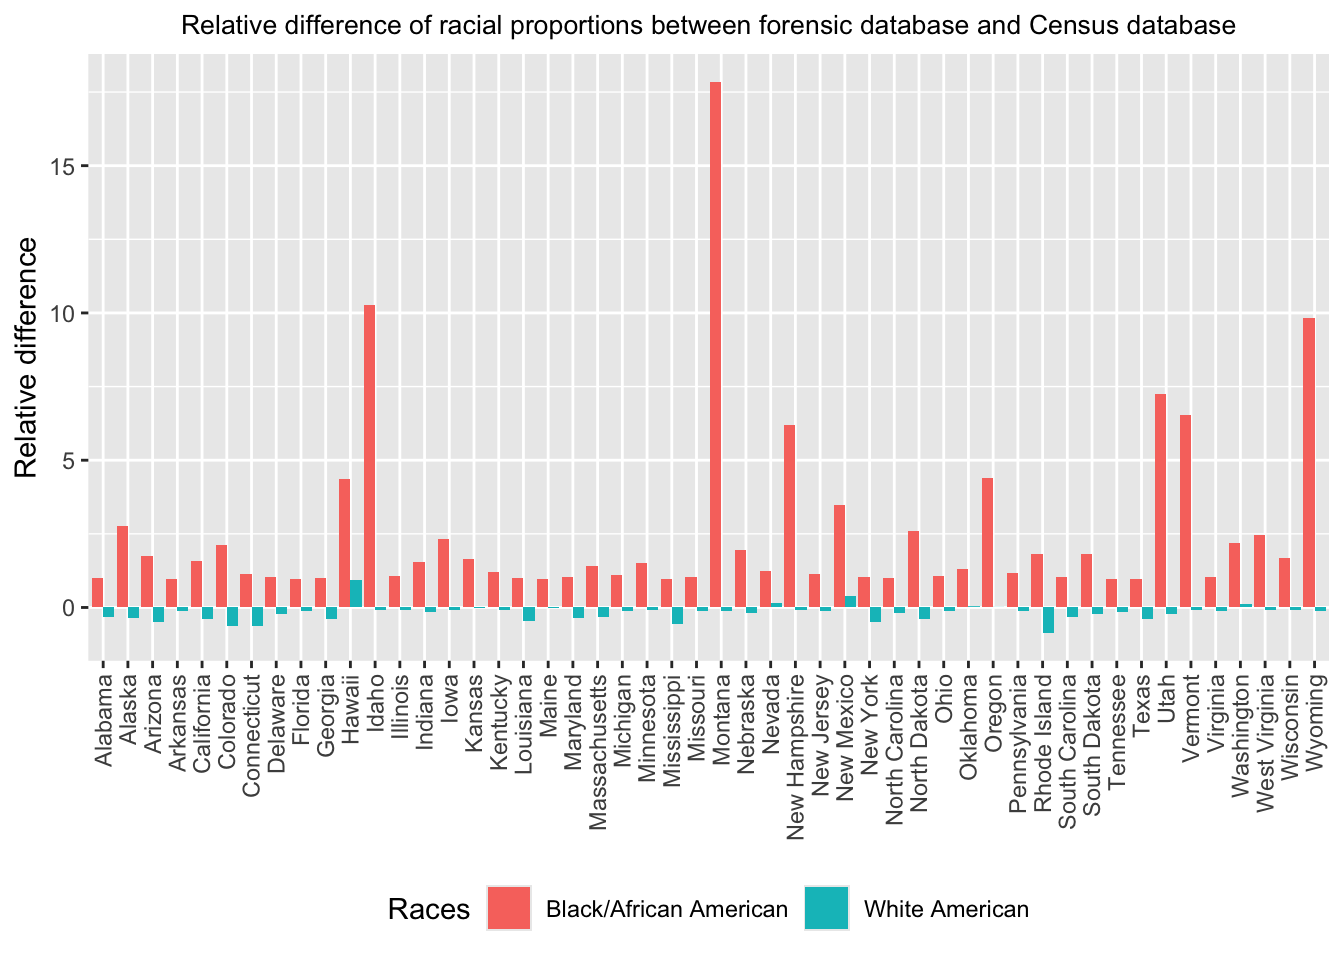 Relative difference of racial proportions between forensic database and Census database
Relative difference
15
10
5
0
Alabama
Alaska
Arizona
Arkansas
California
Colorado
Connecticut
Delaware
Florida
Georgia
Hawaii
Idaho
Illinois
Indiana
Iowa
Kansas
Kentucky
Louisiana
Maine
Maryland
Massachusetts
Michigan
Minnesota
Mississippi
Missouri
Montana
Nebraska
Nevada
New Hampshire
New Jersey
New Mexico
New York
North Carolina
North Dakota
Ohio
Oklahoma
Oregon
Pennsylvania
Rhode Island
South Carolina
South Dakota
Tennessee
Texas
Utah
Vermont
Virginia
Washington
West Virginia
Wisconsin
Wyoming
Races
Black/African American
White American